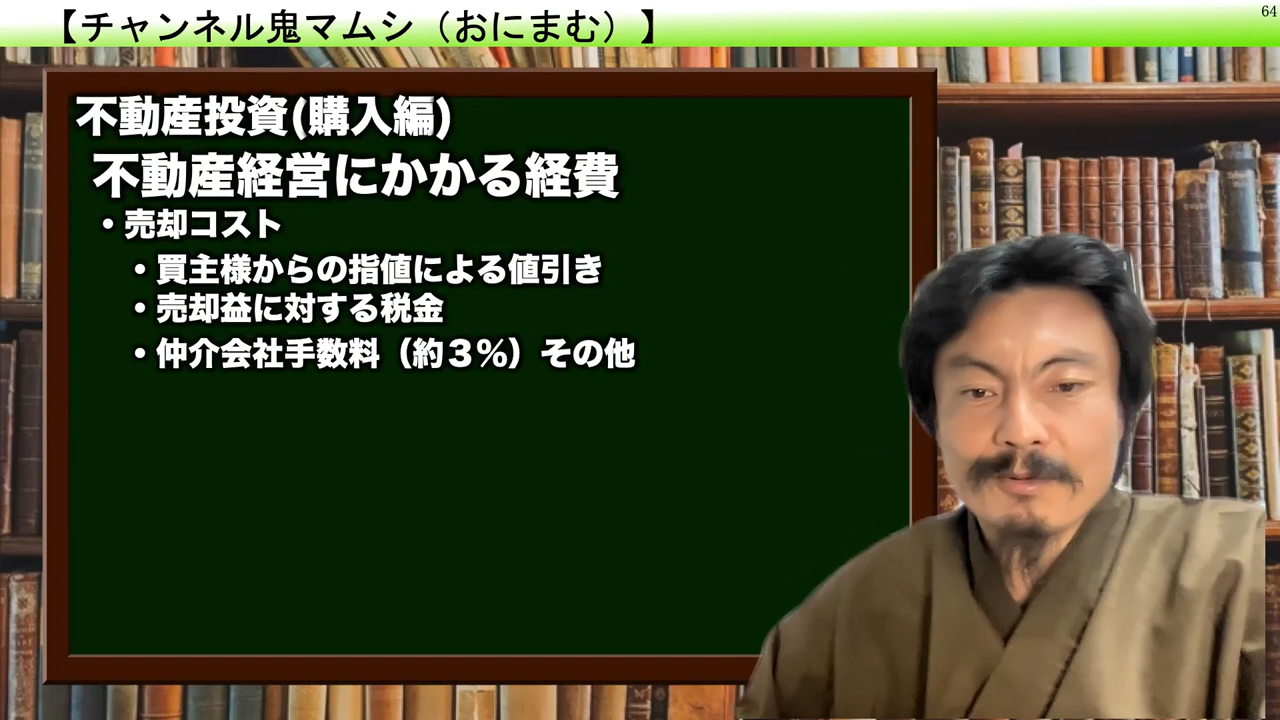 【チャンネル鬼マムシ（おにまむ）】
64
不動産投資(購入編)
不動産経営にかかる経費
・売却コスト
・買主様からの指値による値引き
・売却益に対する税金
・仲介会社手数料（約３％）その他